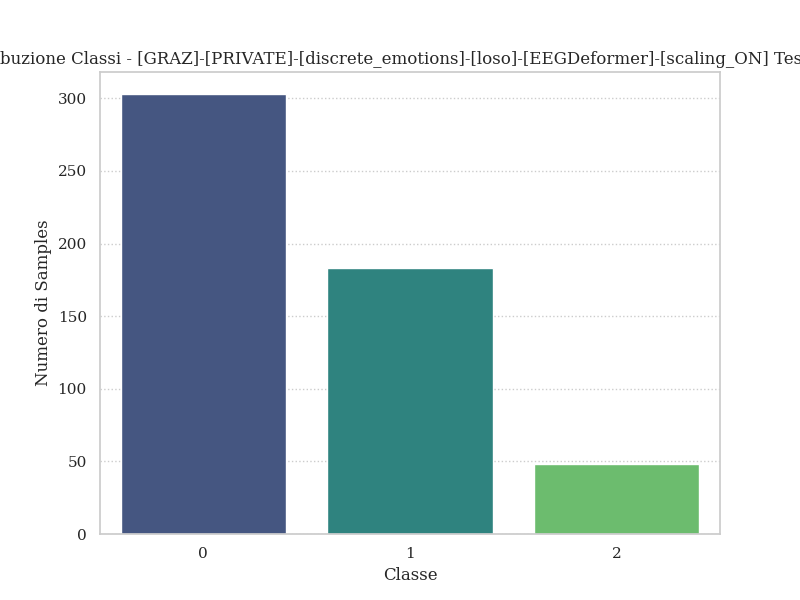 buzione Classi - [GRAZ]-[PRIVATE]-[discrete_emotions]-[loso]-[EEGDeformer]-[scaling_ON] Tes
300
250
200
150
100
50
0
Numero di Samples
0 1 2
Classe